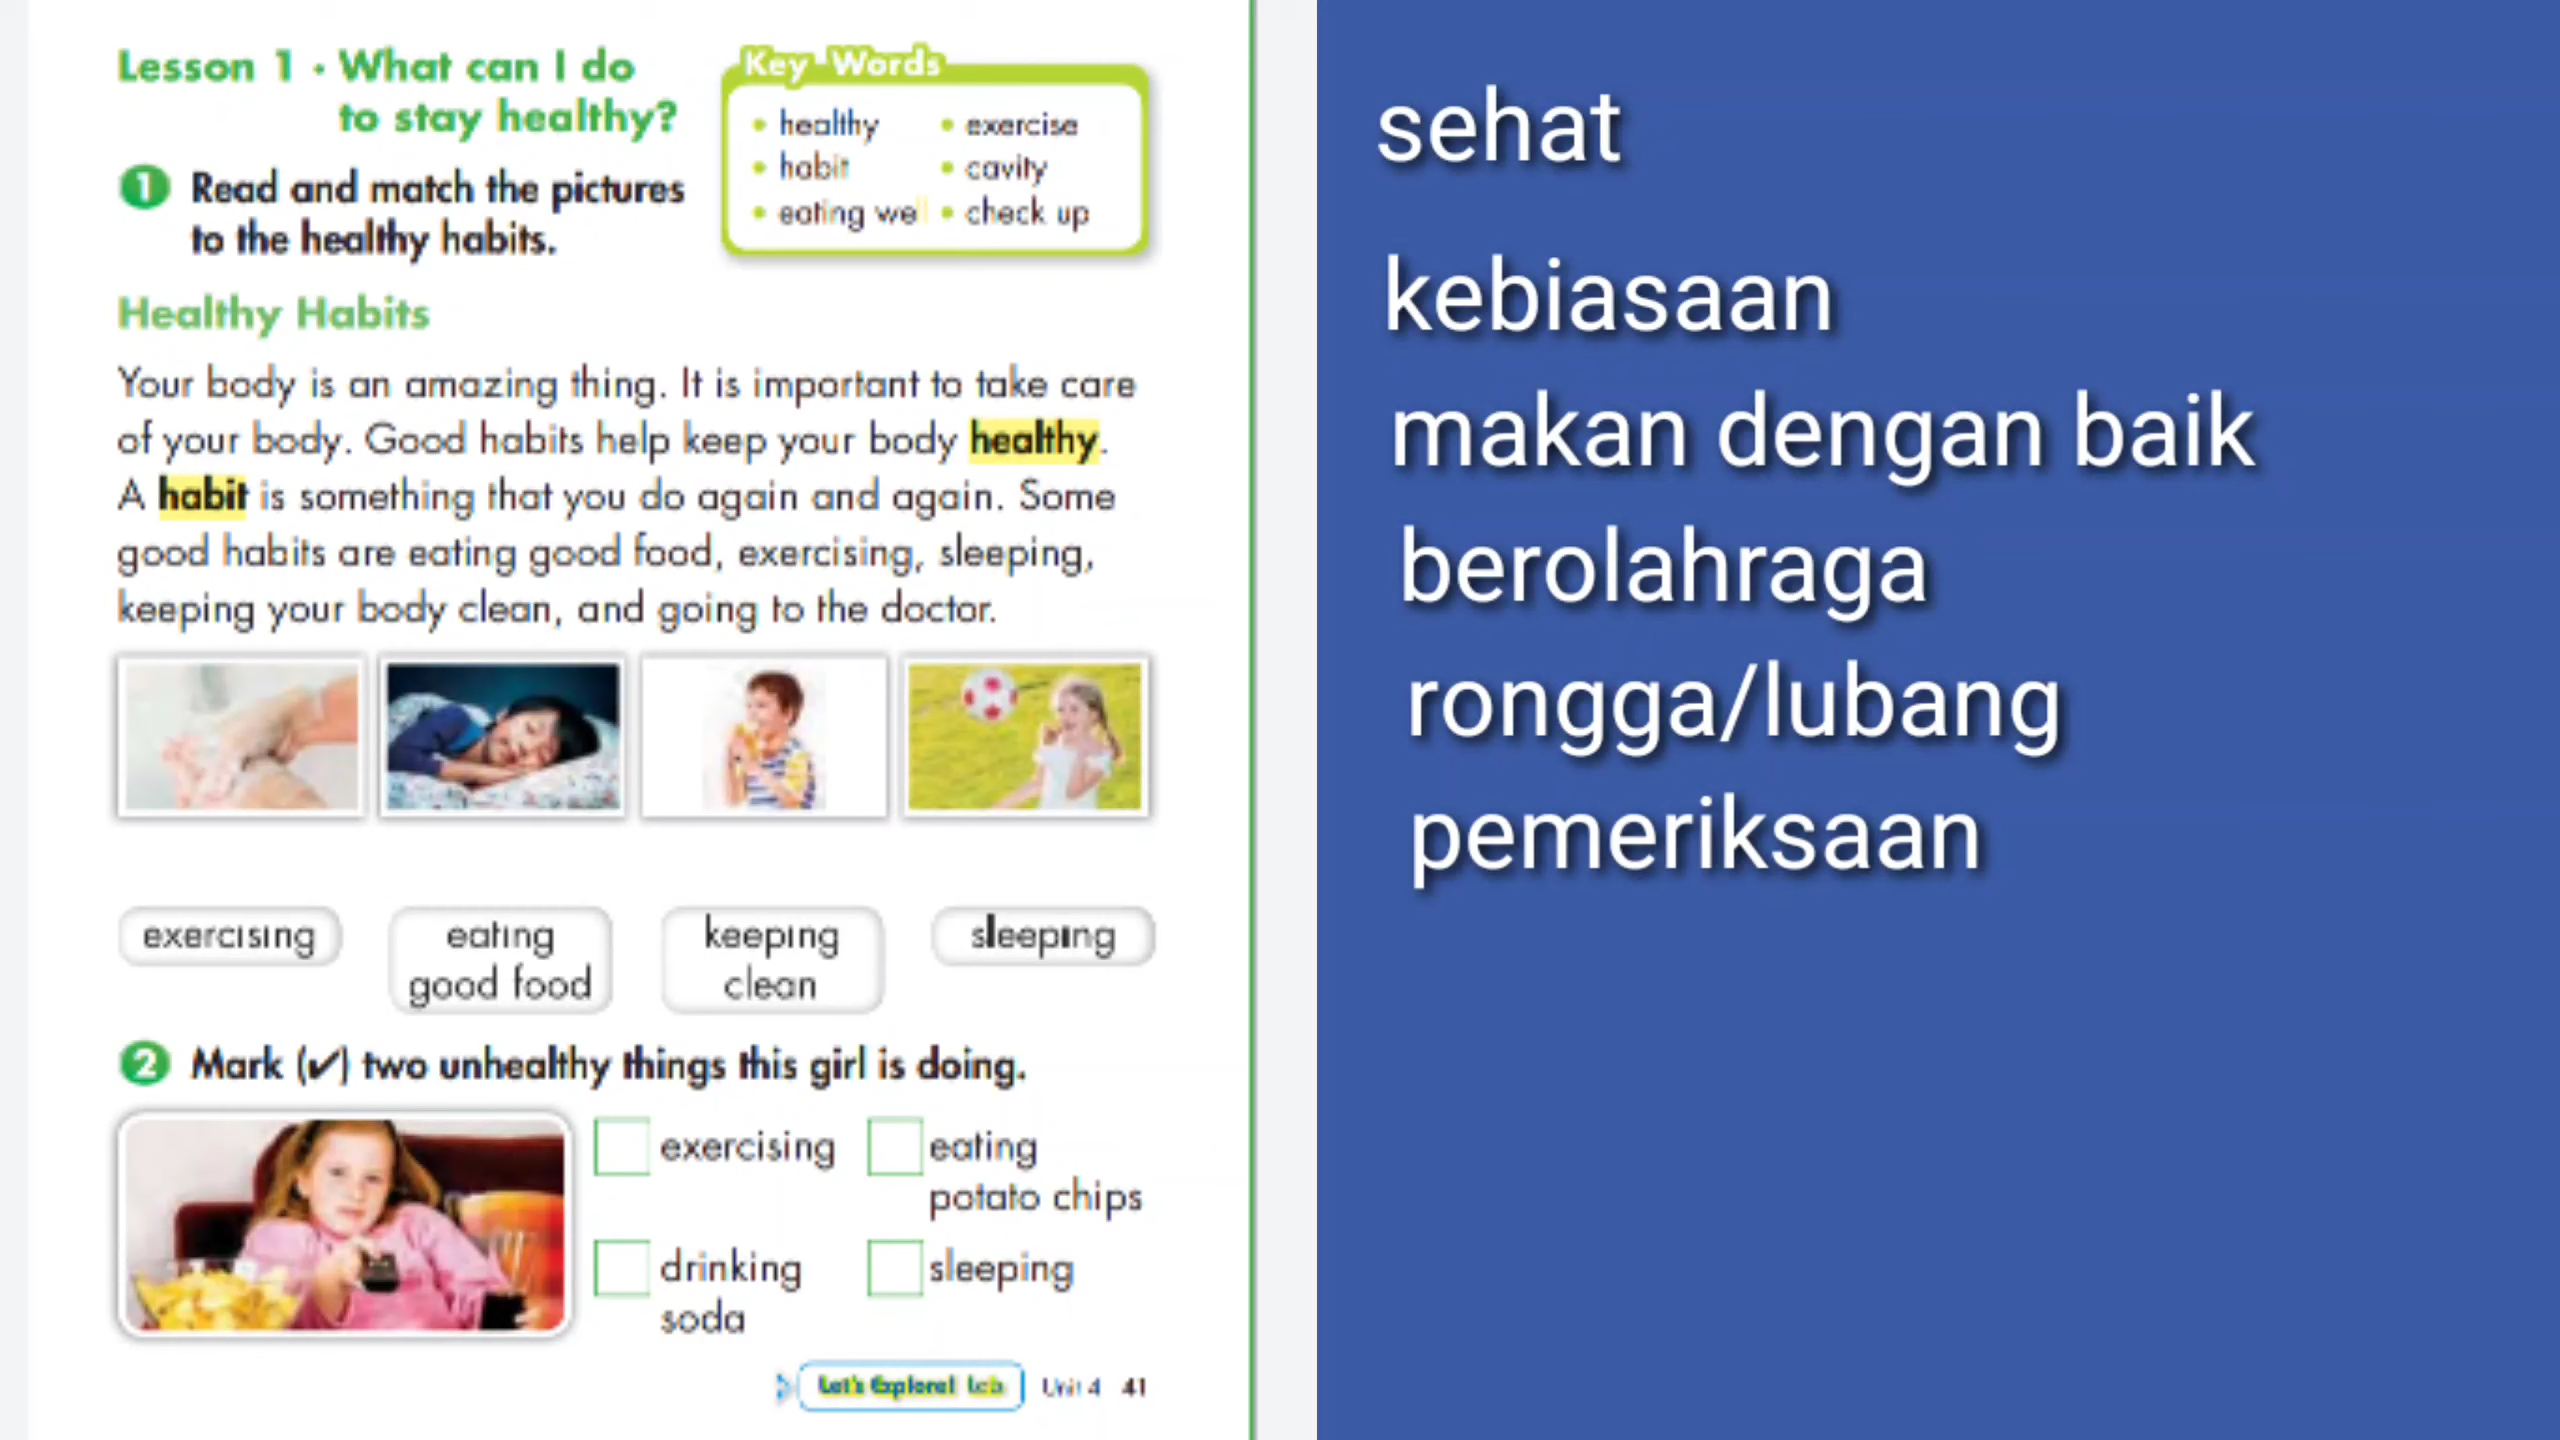 Lesson 1 · What can I do
to stay healthy?
Key Words
• healthy
• habit
• eating well
• exercise
• cavity
• check up
1 Read and match the pictures
to the healthy habits.
Healthy Habits
Your body is an amazing thing. It is important to take care
of your body. Good habits help keep your body healthy.
A habit is something that you do again and again. Some
good habits are eating good food, exercising, sleeping,
keeping your body clean, and going to the doctor.
exercising
eating
good food
keeping
clean
sleeping
2 Mark (✔) two unhealthy things this girl is doing.
exercising
eating
potato chips
drinking
soda
sleeping
Let's Explore! Lab
Unit 4 41
sehat
kebiasaan
makan dengan baik
berolahraga
rongga/lubang
pemeriksaan